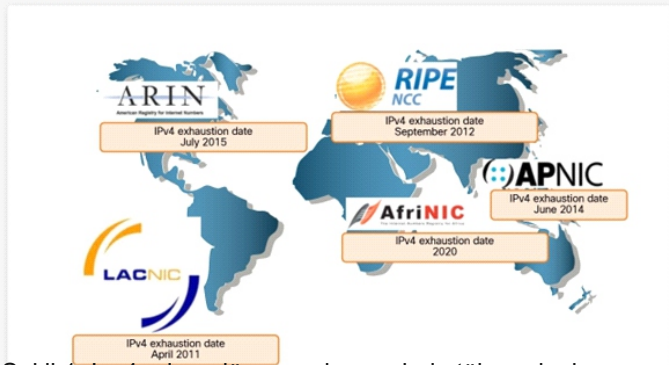 ARIN
American Registry for Internet Numbers
IPv4 exhaustion date
July 2015
RIPE
NCC
IPv4 exhaustion date
September 2012
APNIC
IPv4 exhaustion date
June 2014
AfriNIC
IPv4 exhaustion date
2020
LACNIC
IPv4 exhaustion date
April 2011